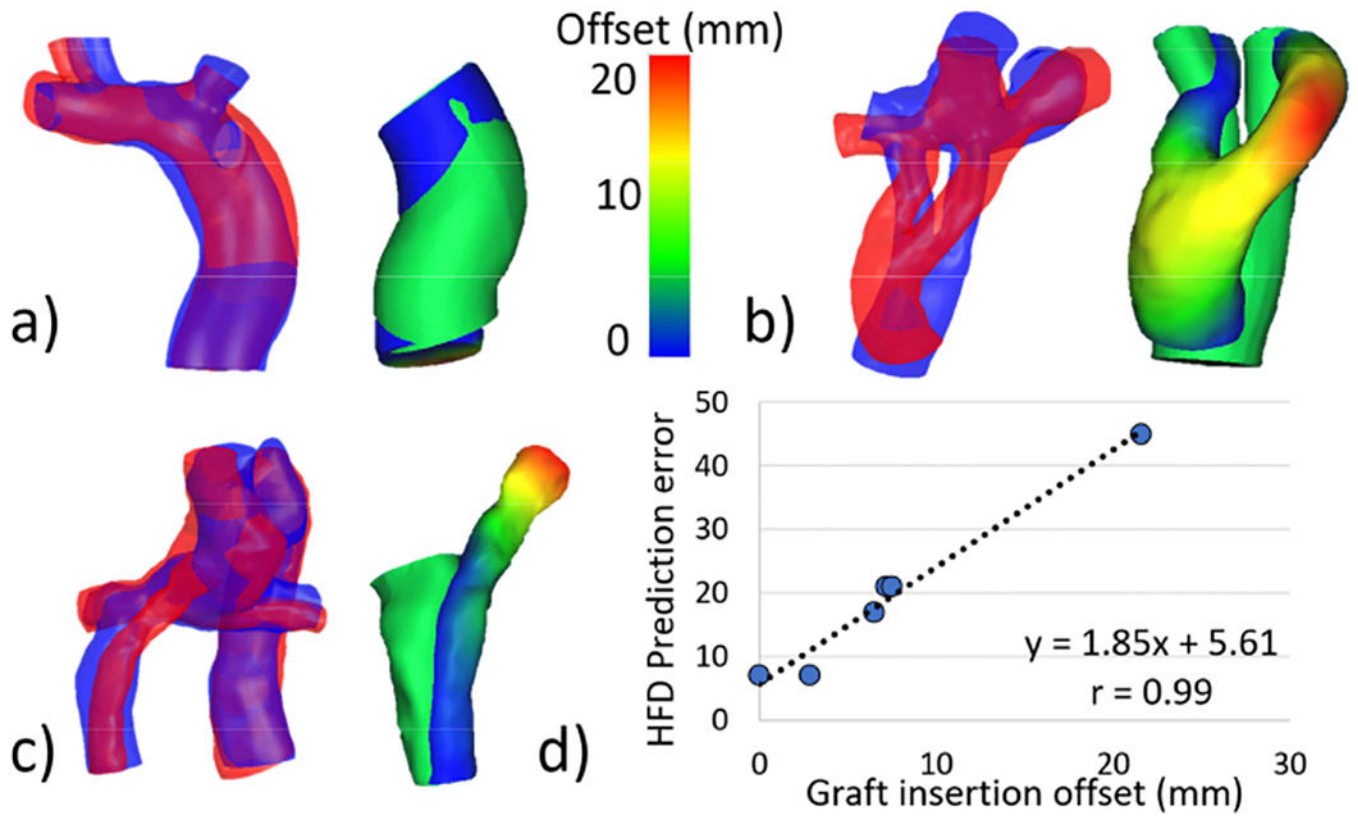 Offset (mm)
20
10
0
a)
b)
c)
d)
HFD Prediction error
50
40
30
20
10
0
y = 1.85x + 5.61
r = 0.99
0 10 20 30
Graft insertion offset (mm)